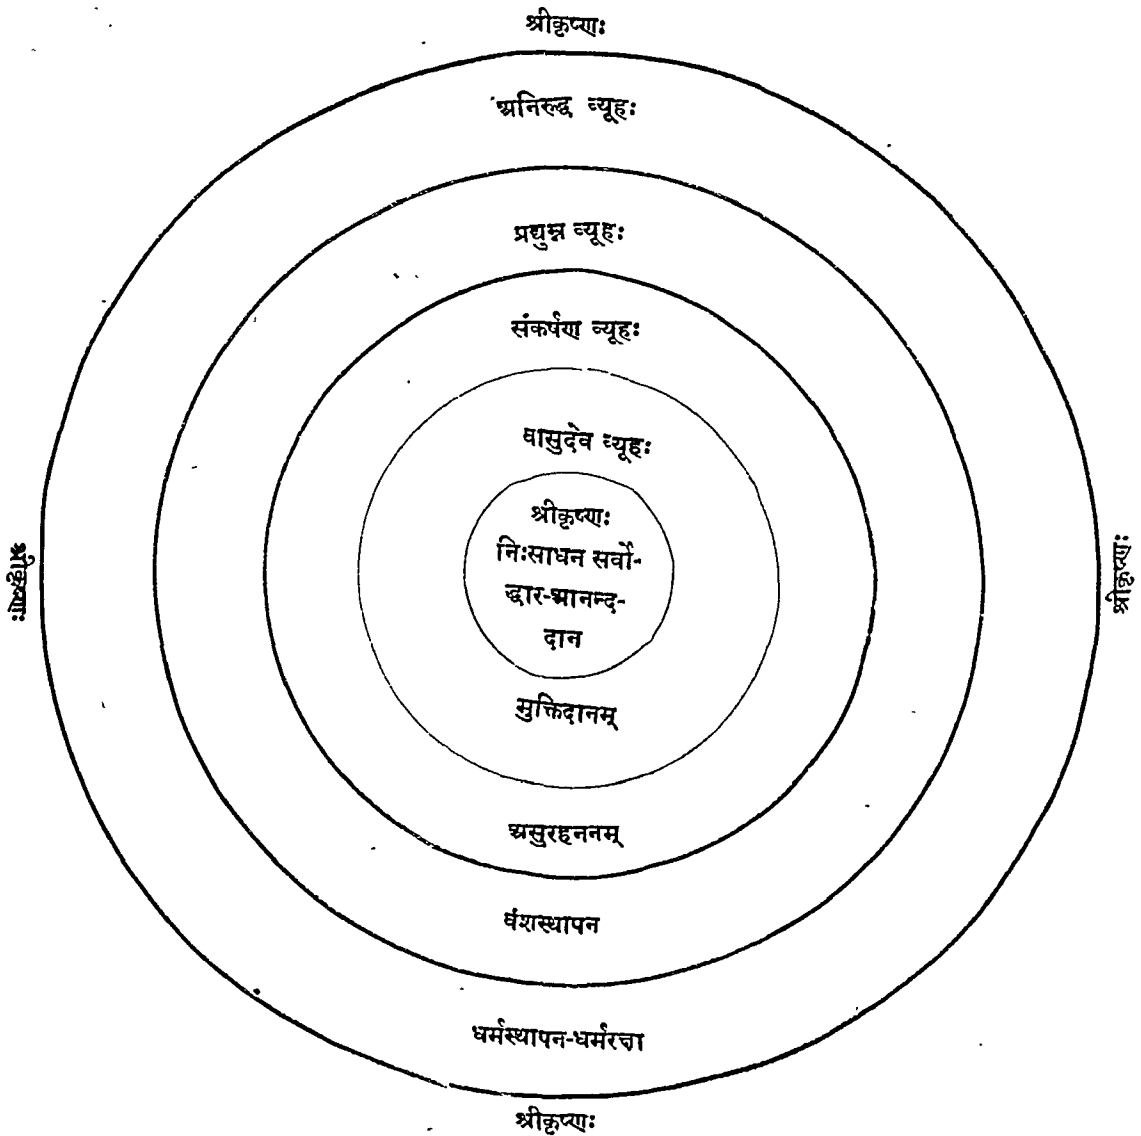 श्रीकृष्णः
अनिरुद्ध व्यूहः
प्रद्युम्न व्यूहः
संकर्षण व्यूहः
वासुदेव व्यूहः
श्रीकृष्णः
निःसाधन सर्वो-
द्धार-आनन्द-
दान
श्रीकृष्णः
श्रीकृष्णः
मुक्तिदानम्
असुरहननम्
वंशस्थापन
धर्मस्थापन-धर्मरक्षा
श्रीकृष्णः